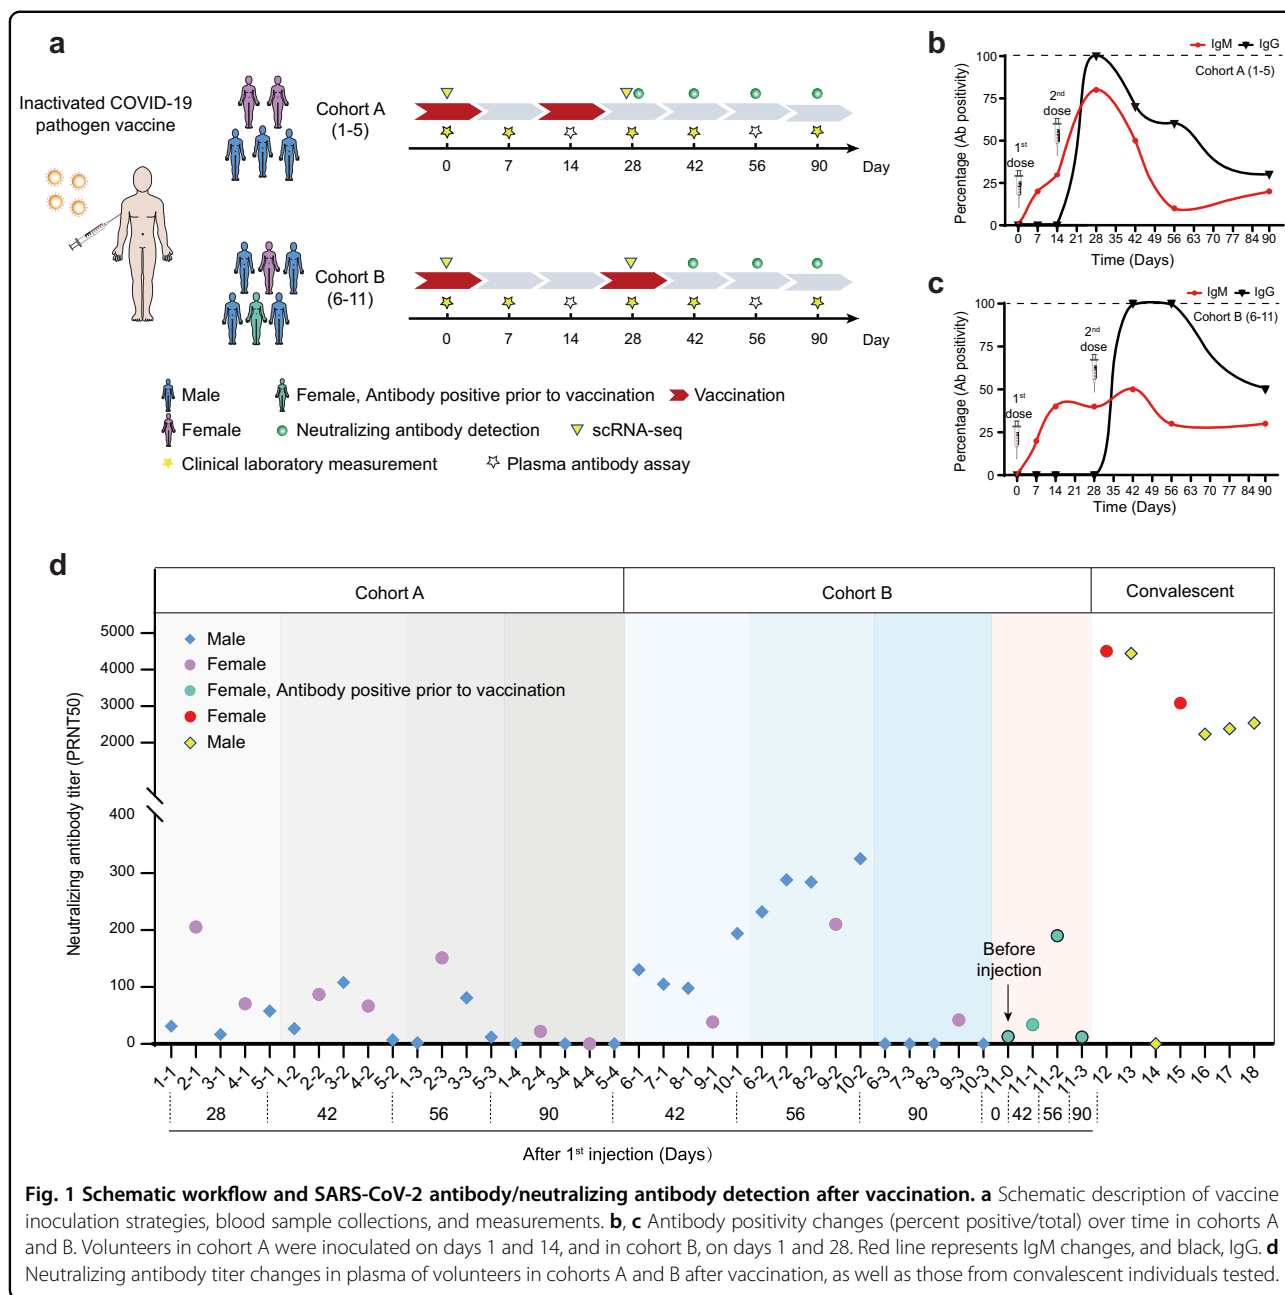 a
Inactivated COVID-19
pathogen vaccine
Cohort A
(1-5)
0 7 14 28 42 56 90 Day
Cohort B
(6-11)
0 7 14 28 42 56 90 Day
Male
Female, Antibody positive prior to vaccination
Vaccination
Female
Neutralizing antibody detection
scRNA-seq
Clinical laboratory measurement
Plasma antibody assay
b
IgM IgG
Cohort A (1-5)
Percentage (Ab positivity)
100
75
50
25
0
1st
dose
2nd
dose
0 7 14 21 28 35 42 49 56 63 70 77 84 90
Time (Days)
c
IgM IgG
Cohort B (6-11)
Percentage (Ab positivity)
100
75
50
25
0
1st
dose
2nd
dose
0 7 14 21 28 35 42 49 56 63 70 77 84 90
Time (Days)
d
Cohort A Cohort B Convalescent
Neutralizing antibody titer (PRNT50)
5000
4000
3000
2000
400
300
200
100
0
Male
Female
Female, Antibody positive prior to vaccination
Female
Male
Before
injection
1-1 2-1 3-1 4-1 5-1 1-2 2-2 3-2 4-2 5-2 1-3 2-3 3-3 5-3 1-4 2-4 3-4 4-4 5-4 6-1 7-1 8-1 9-1 10-1 6-2 7-2 8-2 9-2 10-2 6-3 7-3 8-3 9-3 10-3 11-0 11-1 11-2 11-3 12 13 14 15 16 17 18
28 42 56 90 42 56 90 0 42 56 90
After 1st injection (Days)
Fig. 1 Schematic workflow and SARS-CoV-2 antibody/neutralizing antibody detection after vaccination. a Schematic description of vaccine
inoculation strategies, blood sample collections, and measurements. b, c Antibody positivity changes (percent positive/total) over time in cohorts A
and B. Volunteers in cohort A were inoculated on days 1 and 14, and in cohort B, on days 1 and 28. Red line represents IgM changes, and black, IgG. d
Neutralizing antibody titer changes in plasma of volunteers in cohorts A and B after vaccination, as well as those from convalescent individuals tested.